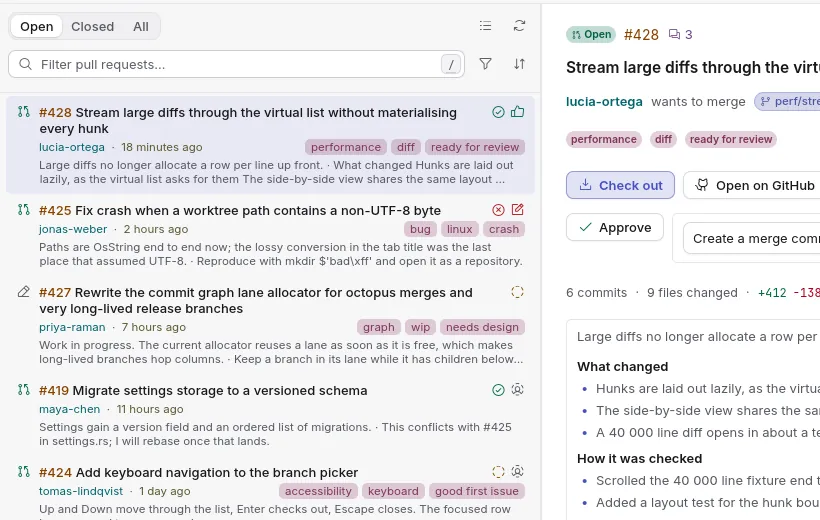 Open Closed All
Filter pull requests... /
#428 Stream large diffs through the virtual list without materialising
every hunk
lucia-ortega · 18 minutes ago performance diff ready for review
Large diffs no longer allocate a row per line up front. · What changed Hunks are laid out
lazily, as the virtual list asks for them The side-by-side view shares the same layout ...
#425 Fix crash when a worktree path contains a non-UTF-8 byte
jonas-weber · 2 hours ago bug linux crash
Paths are OsString end to end now; the lossy conversion in the tab title was the last
place that assumed UTF-8. · Reproduce with mkdir $'bad\xff' and open it as a repository.
#427 Rewrite the commit graph lane allocator for octopus merges and
very long-lived release branches
priya-raman · 7 hours ago graph wip needs design
Work in progress. The current allocator reuses a lane as soon as it is free, which makes
long-lived branches hop columns. · Keep a branch in its lane while it has children below...
#419 Migrate settings storage to a versioned schema
maya-chen · 11 hours ago
Settings gain a version field and an ordered list of migrations. · This conflicts with #425
in settings.rs; I will rebase once that lands.
#424 Add keyboard navigation to the branch picker
tomas-lindqvist · 1 day ago accessibility keyboard good first issue
Up and Down move through the list, Enter checks out, Escape closes. The focused row
Open #428 3
Stream large diffs through the virt
lucia-ortega wants to merge perf/stre
performance diff ready for review
Check out Open on GitHub
Approve Create a merge com
6 commits · 9 files changed · +412 -138
Large diffs no longer allocate a row per
What changed
• Hunks are laid out lazily, as the virtua
• The side-by-side view shares the sa
• A 40 000 line diff opens in about a te
How it was checked
• Scrolled the 40 000 line fixture end t
• Added a layout test for the hunk bou